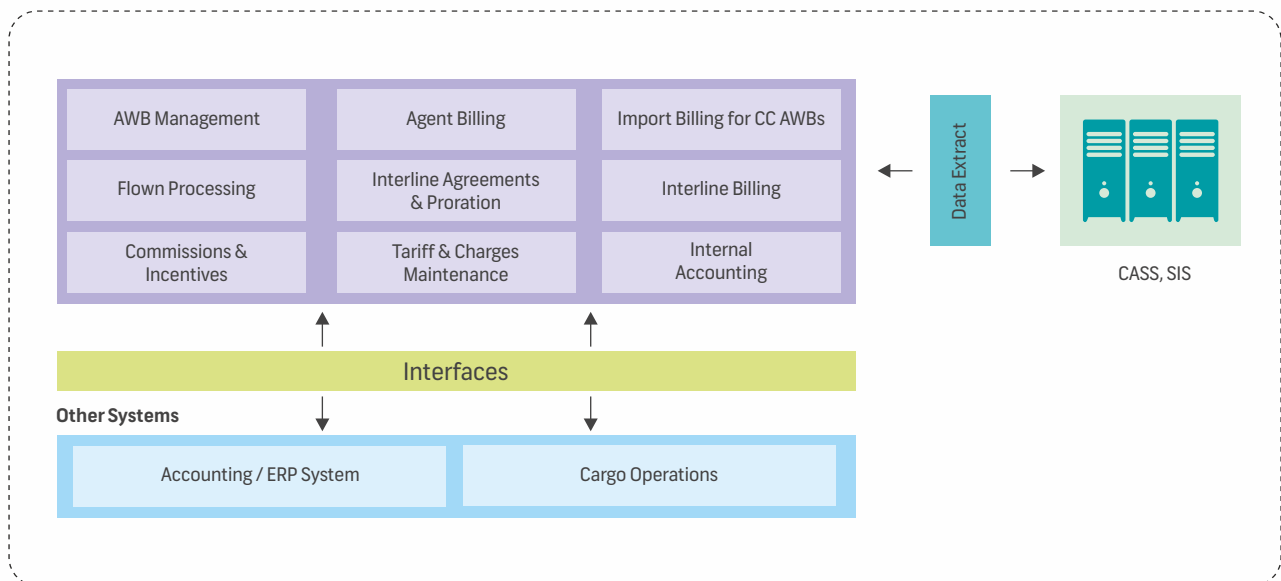 AWB Management
Agent Billing
Import Billing for CC AWBs
Flown Processing
Interline Agreements
& Proration
Interline Billing
Commissions &
Incentives
Tariff & Charges
Maintenance
Internal
Accounting
Data Extract
CASS, SIS
Interfaces
Other Systems
Accounting / ERP System
Cargo Operations